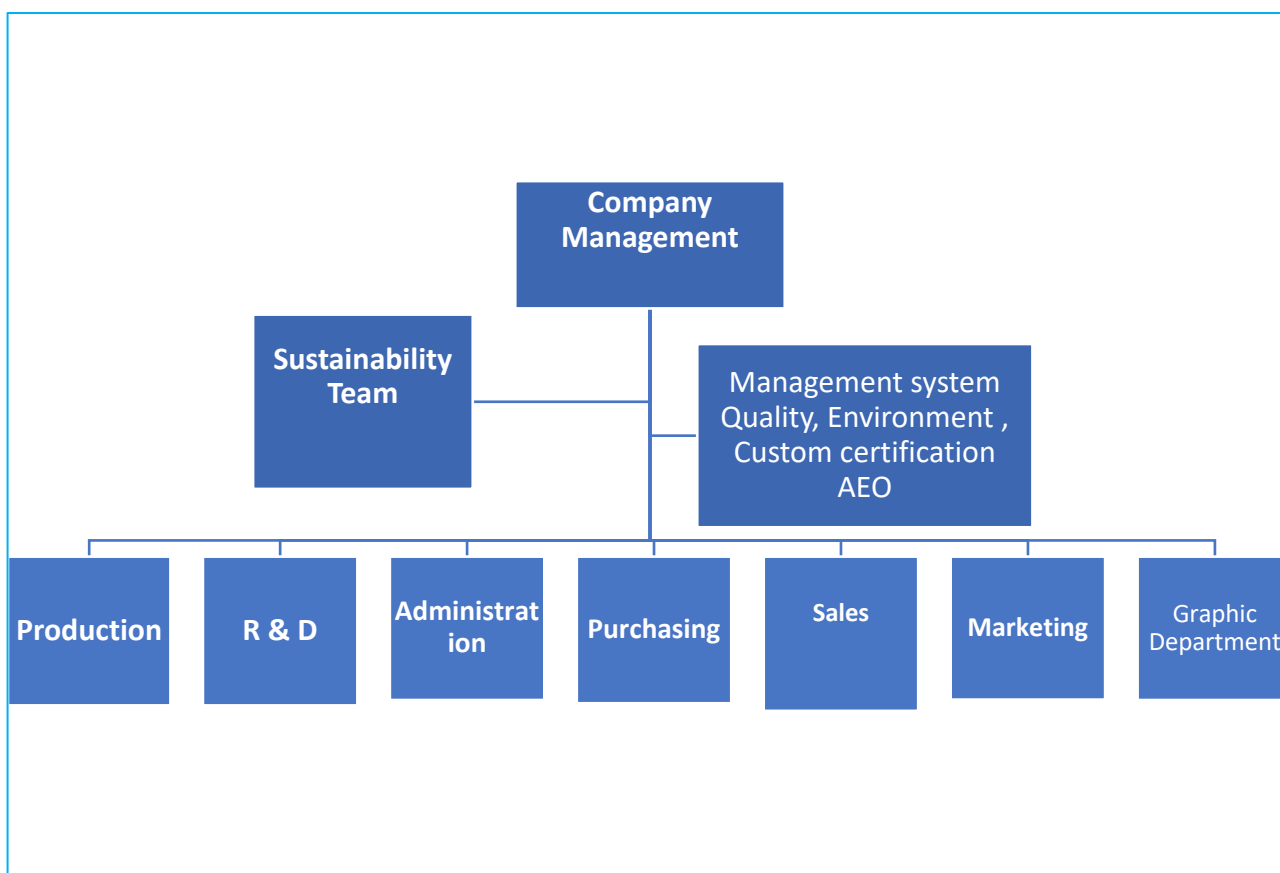 Company
Management
Sustainability
Team
Management system
Quality, Environment ,
Custom certification
AEO
Production
R & D
Administrat
ion
Purchasing
Sales
Marketing
Graphic
Department